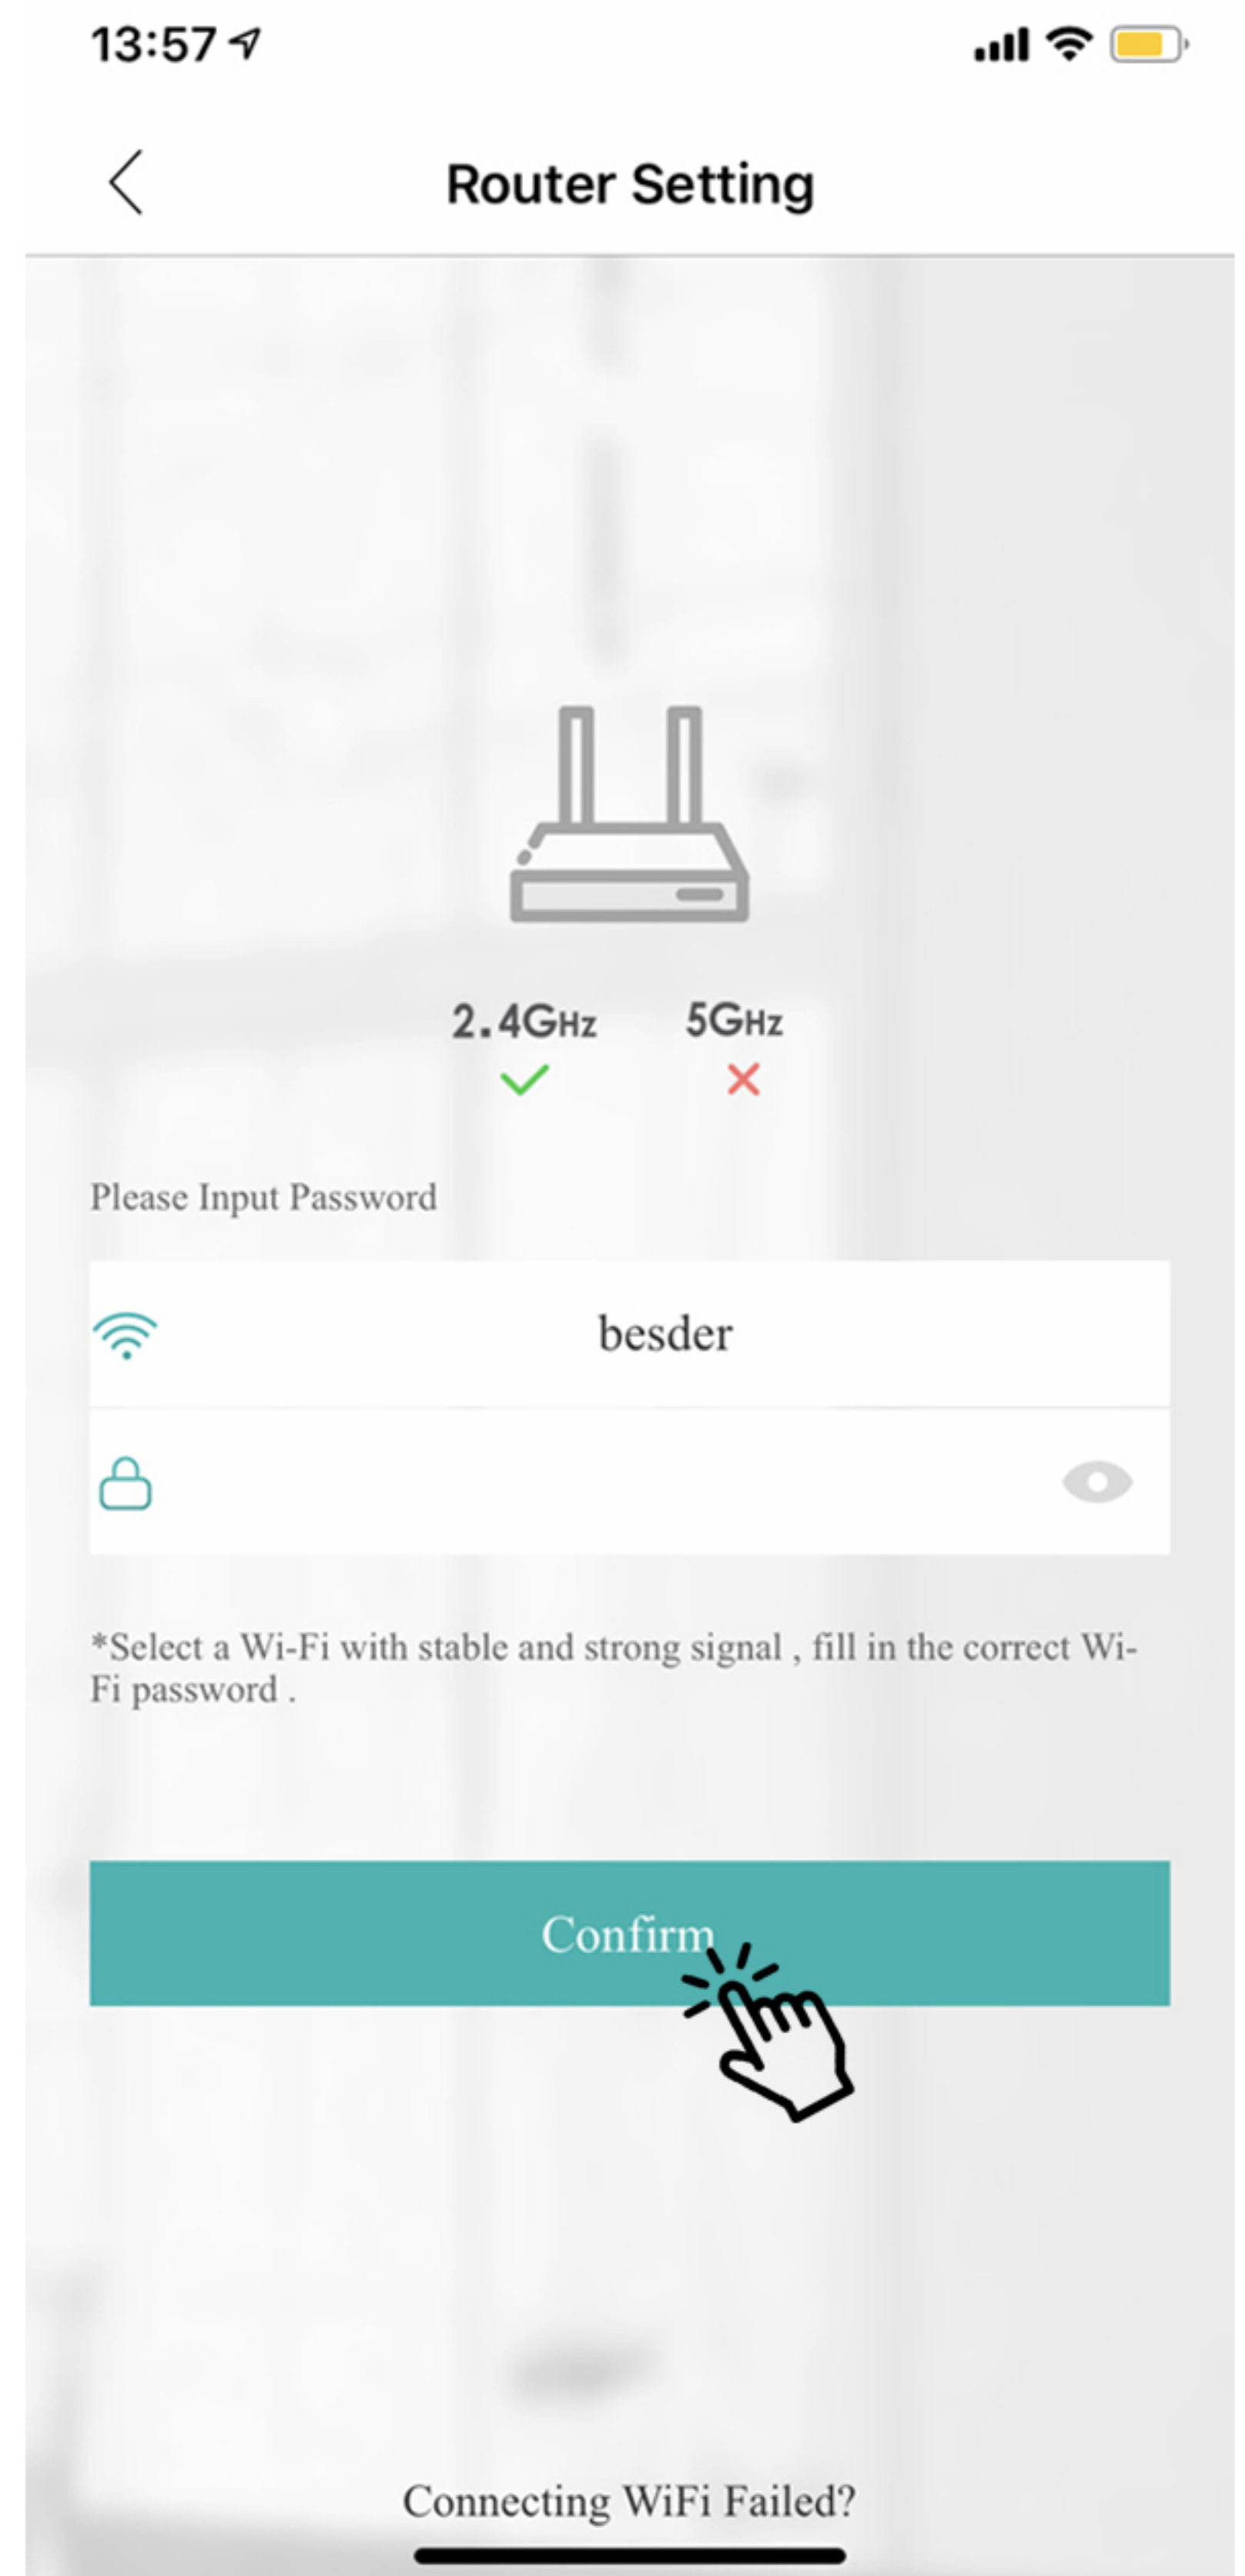 13:57
Router Setting
2.4GHz 5GHz
Please Input Password
besder
*Select a Wi-Fi with stable and strong signal , fill in the correct Wi-
Fi password .
Confirm
Connecting WiFi Failed?